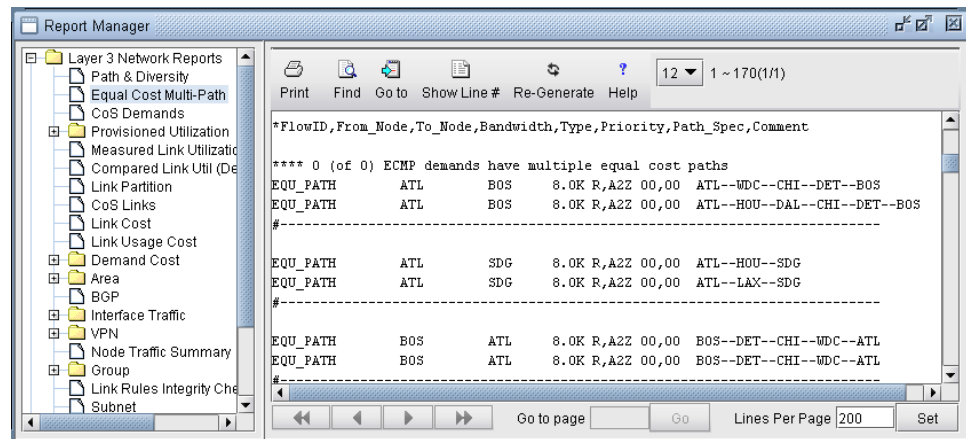 Report Manager
Layer 3 Network Reports
Path & Diversity
Equal Cost Multi-Path
CoS Demands
Provisioned Utilization
Measured Link Utilizatic
Compared Link Util (De
Link Partition
CoS Links
Link Cost
Link Usage Cost
Demand Cost
Area
BGP
Interface Traffic
VPN
Node Traffic Summary
Group
Link Rules Integrity Che
Subnet
Print Find Go to Show Line # Re-Generate Help 12 1 ~ 170(1/1)
*FlowID,From_Node,To_Node,Bandwidth,Type,Priority,Path_Spec,Comment
**** 0 (of 0) ECMP demands have multiple equal cost paths
EQU_PATH ATL BOS 8.0K R,A2Z 00,00 ATL--WDC--CHI--DET--BOS
EQU_PATH ATL BOS 8.0K R,A2Z 00,00 ATL--HOU--DAL--CHI--DET--BOS
#--------------------------------------------------------------------------------
EQU_PATH ATL SDG 8.0K R,A2Z 00,00 ATL--HOU--SDG
EQU_PATH ATL SDG 8.0K R,A2Z 00,00 ATL--LAX--SDG
#--------------------------------------------------------------------------------
EQU_PATH BOS ATL 8.0K R,A2Z 00,00 BOS--DET--CHI--WDC--ATL
EQU_PATH BOS ATL 8.0K R,A2Z 00,00 BOS--DET--CHI--WDC--ATL
#--------------------------------------------------------------------------------
Go to page Go Lines Per Page 200 Set